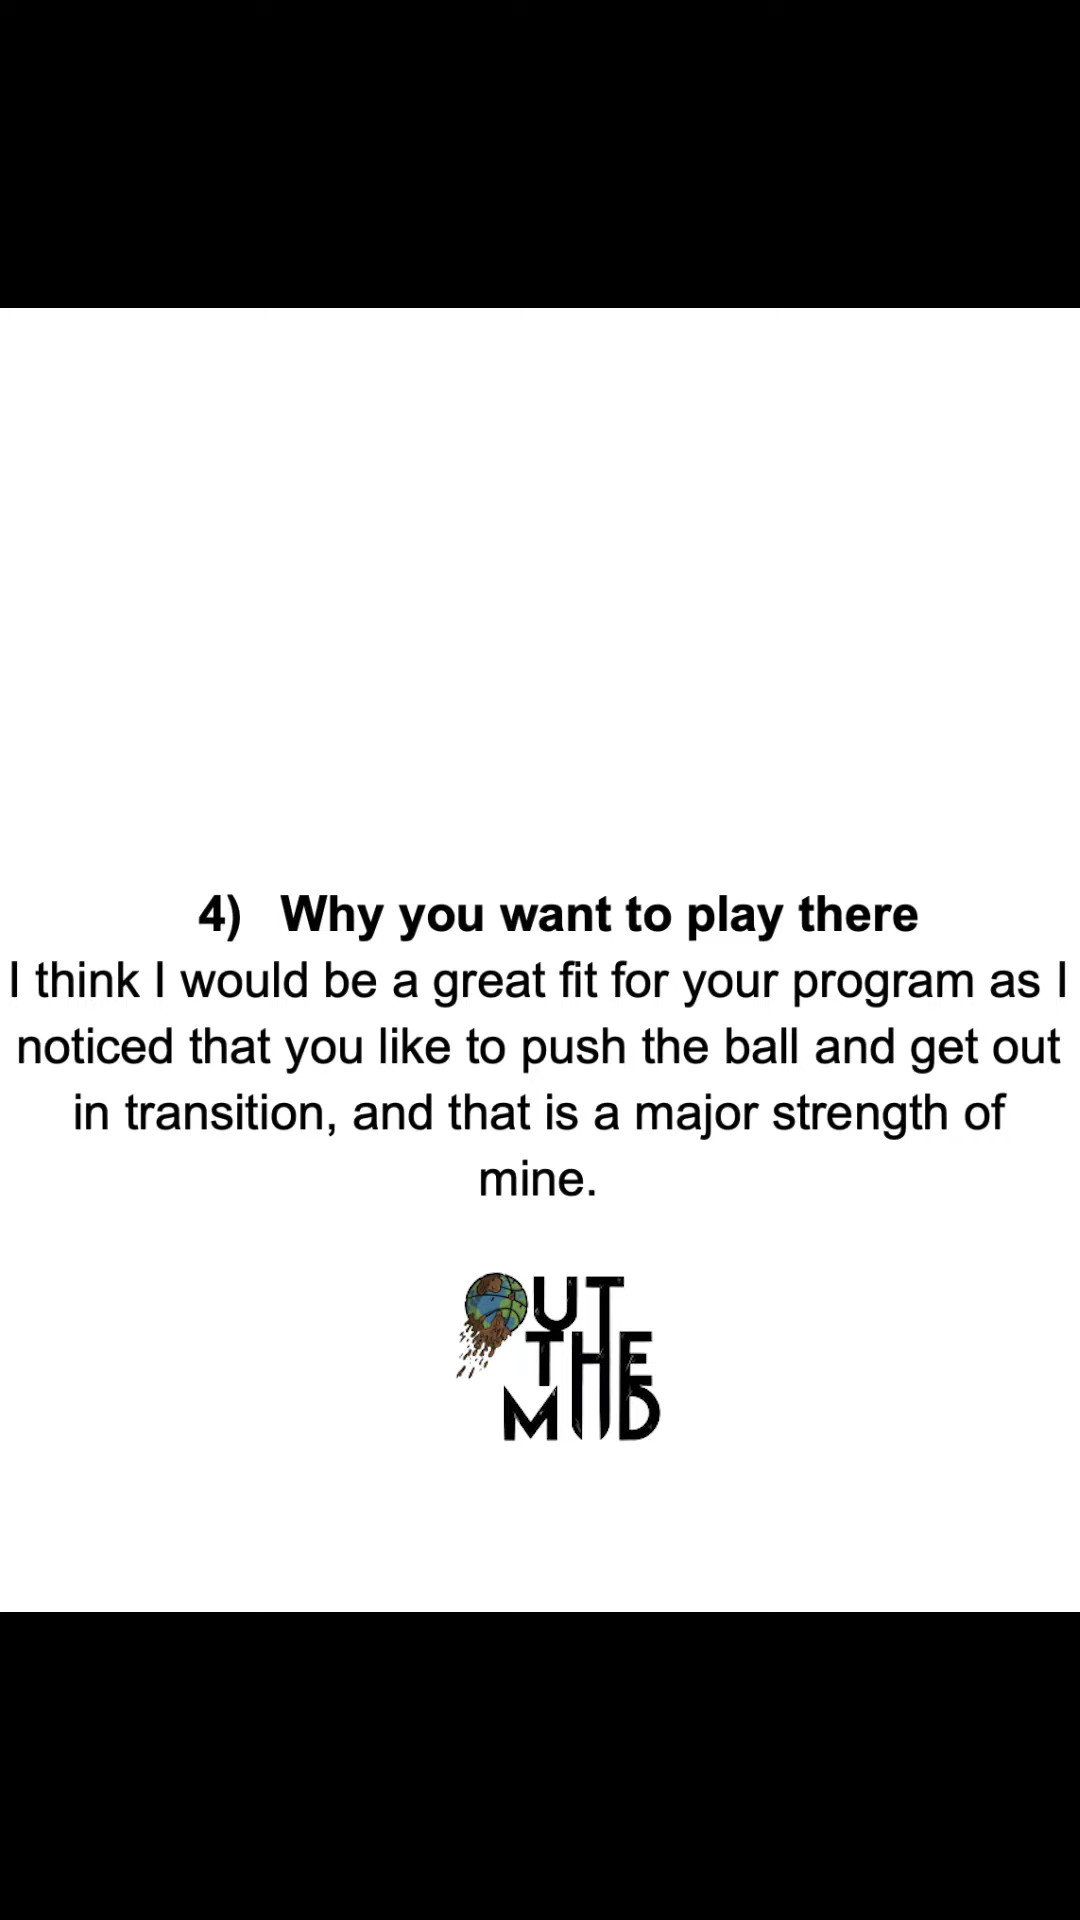 4) Why you want to play there
I think I would be a great fit for your program as I
noticed that you like to push the ball and get out
in transition, and that is a major strength of
mine.
OUT
THE
MUD